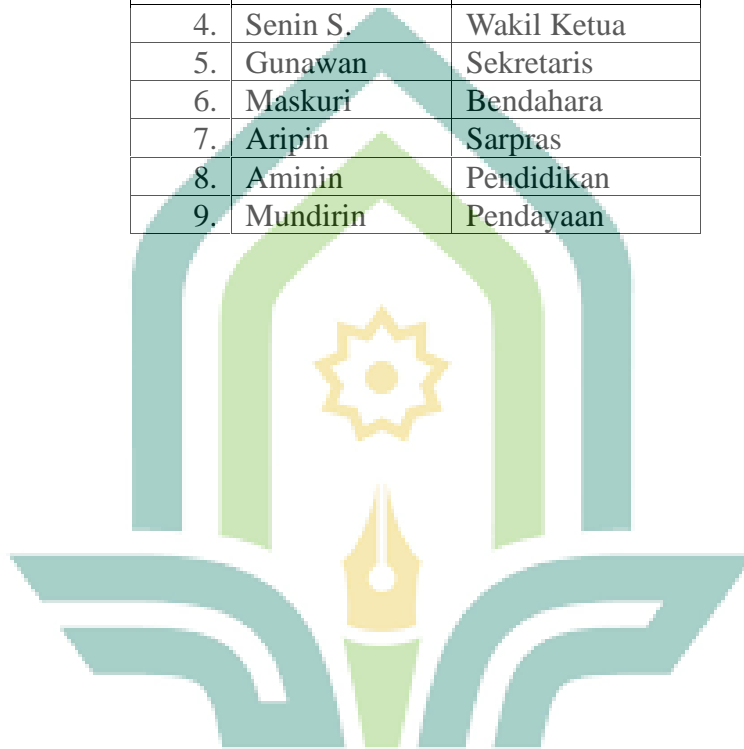 4. Senin S. Wakil Ketua
5. Gunawan Sekretaris
6. Maskuri Bendahara
7. Aripin Sarpras
8. Aminin Pendidikan
9. Mundirin Pendayaan